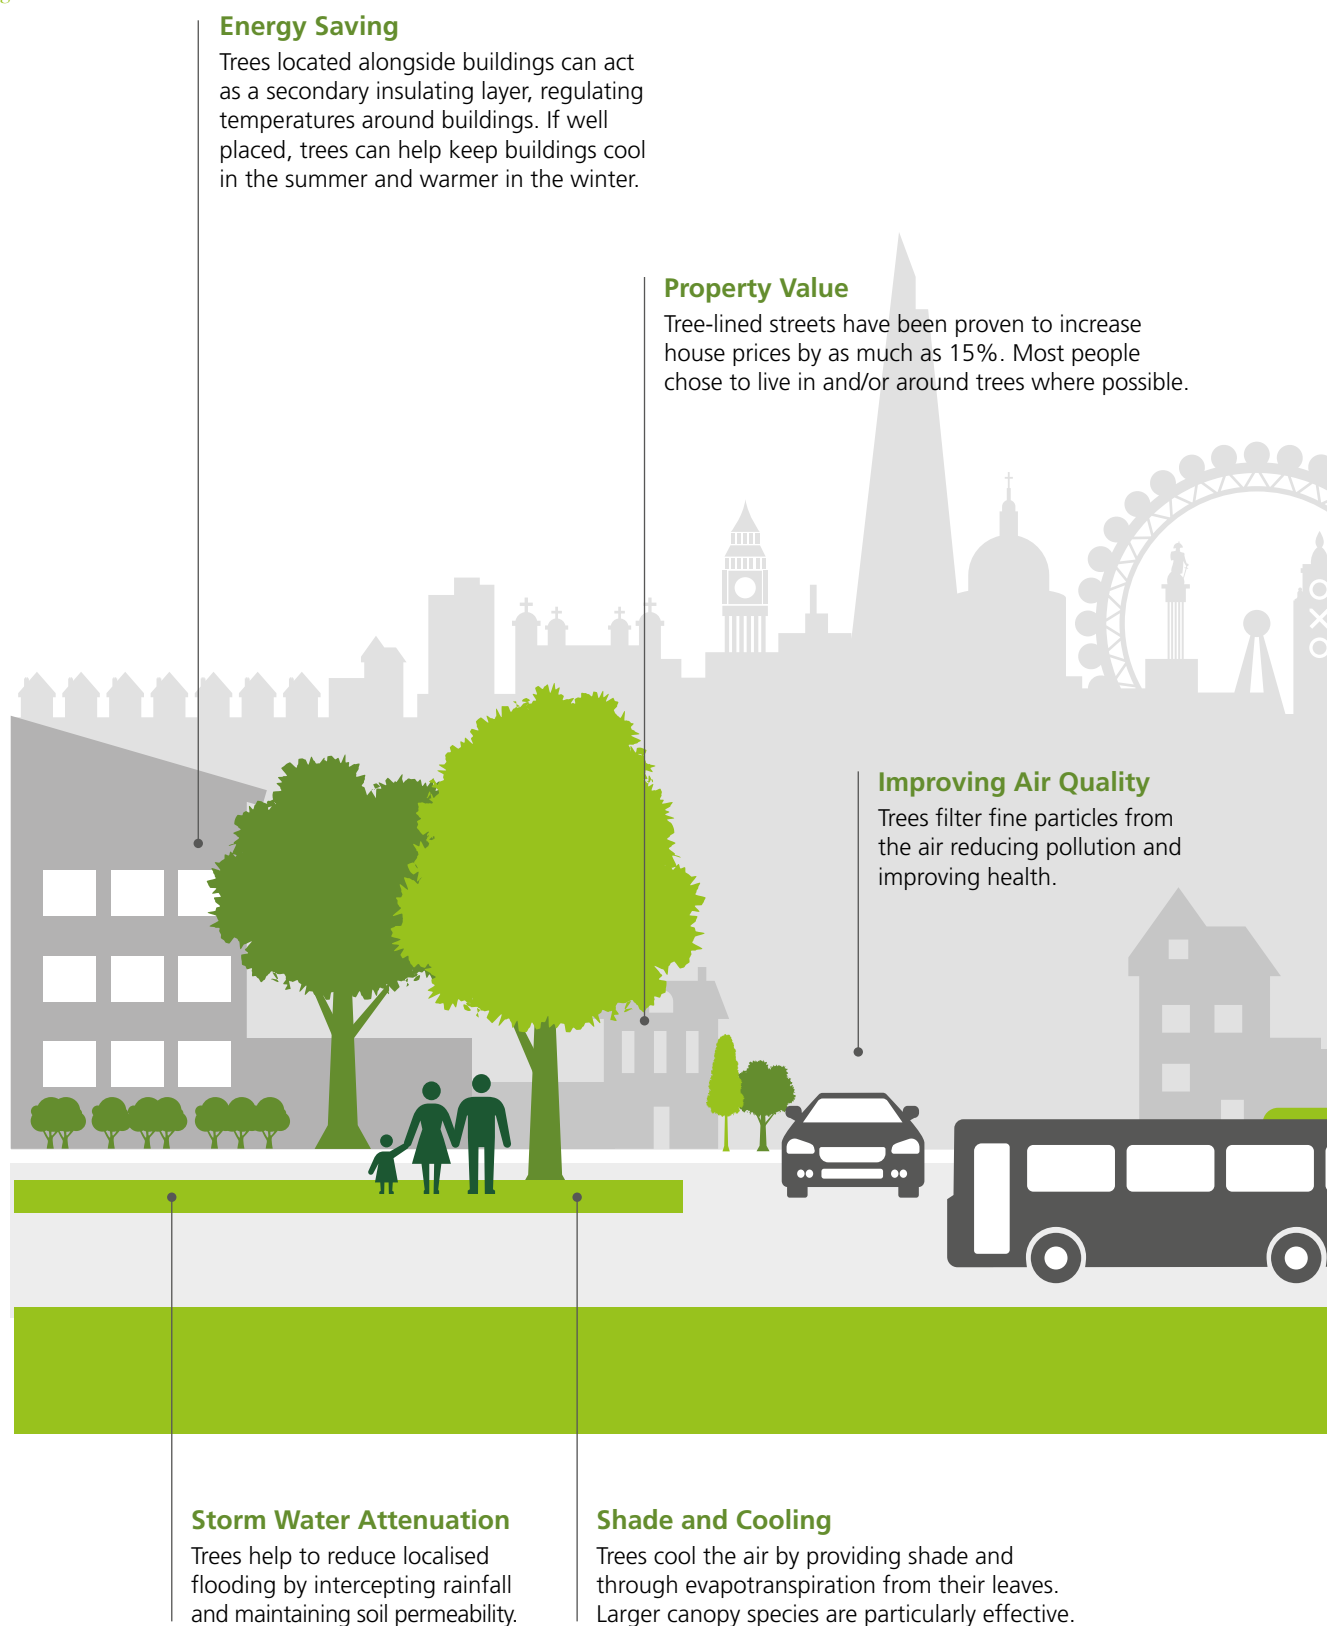 Energy Saving
Trees located alongside buildings can act
as a secondary insulating layer, regulating
temperatures around buildings. If well
placed, trees can help keep buildings cool
in the summer and warmer in the winter.
Property Value
Tree-lined streets have been proven to increase
house prices by as much as 15%. Most people
chose to live in and/or around trees where possible.
OXO
Improving Air Quality
Trees filter fine particles from
the air reducing pollution and
improving health.
Storm Water Attenuation
Trees help to reduce localised
flooding by intercepting rainfall
and maintaining soil permeability.
Shade and Cooling
Trees cool the air by providing shade and
through evapotranspiration from their leaves.
Larger canopy species are particularly effective.